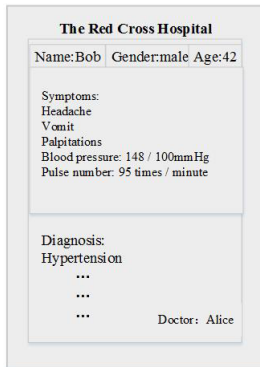 The Red Cross Hospital
Name:Bob Gender:male Age:42
Symptoms:
Headache
Vomit
Palpitations
Blood pressure: 148 / 100mmHg
Pulse number: 95 times / minute
Diagnosis:
Hypertension
...
...
...
Doctor: Alice